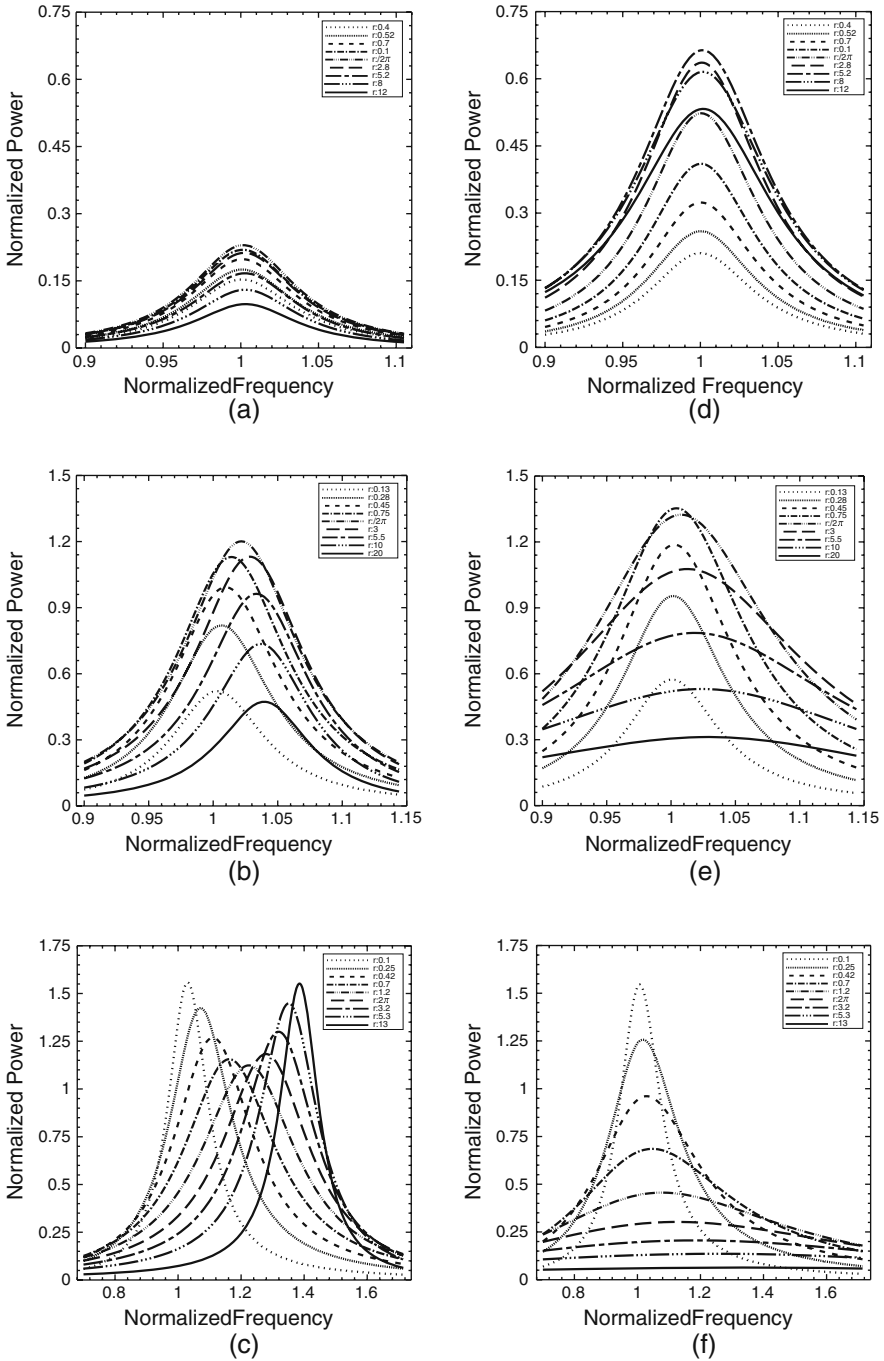 0.75
0.6
0.45
0.3
0.15
0
Normalized Power
r:0.4
r:0.52
r:0.7
r:0.1
r:/2π
r:2.8
r:5.2
r:8
r:12
0.9 0.95 1 1.05 1.1
NormalizedFrequency
(a)
0.75
0.6
0.45
0.3
0.15
0
Normalized Power
r:0.4
r:0.52
r:0.7
r:0.1
r:/2π
r:2.8
r:5.2
r:8
r:12
0.9 0.95 1 1.05 1.1
Normalized Frequency
(d)
1.5
1.2
0.9
0.6
0.3
0
Normalized Power
r:0.13
r:0.28
r:0.45
r:0.75
r:/2π
r:3
r:5.5
r:10
r:20
0.9 0.95 1 1.05 1.1 1.15
NormalizedFrequency
(b)
1.5
1.2
0.9
0.6
0.3
0
Normalized Power
r:0.13
r:0.28
r:0.45
r:0.75
r:/2π
r:3
r:5.5
r:10
r:20
0.9 0.95 1 1.05 1.1 1.15
NormalizedFrequency
(e)
1.75
1.5
1.25
1
0.75
0.5
0.25
0
Normalized Power
r:0.1
r:0.25
r:0.42
r:0.7
r:1.2
r:2π
r:3.2
r:5.3
r:13
0.8 1 1.2 1.4 1.6
NormalizedFrequency
(c)
1.75
1.5
1.25
1
0.75
0.5
0.25
0
Normalized Power
r:0.1
r:0.25
r:0.42
r:0.7
r:1.2
r:2π
r:3.2
r:5.3
r:13
0.8 1 1.2 1.4 1.6
NormalizedFrequency
(f)